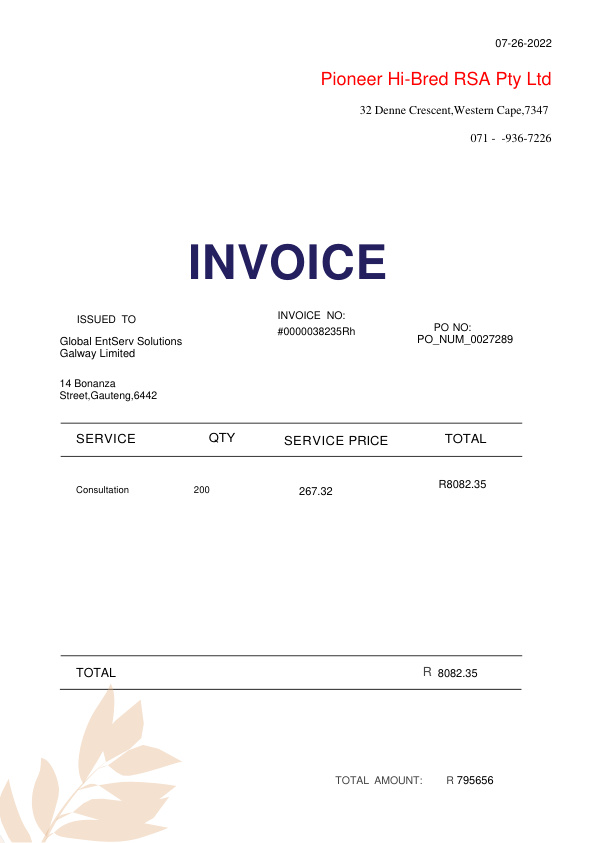 07-26-2022
Pioneer Hi-Bred RSA Pty Ltd
32 Denne Crescent,Western Cape,7347
071 -  -936-7226
INVOICE
ISSUED TO
Global EntServ Solutions
Galway Limited
14 Bonanza
Street,Gauteng,6442
INVOICE NO:
#0000038235Rh
PO NO:
PO_NUM_0027289
SERVICE QTY SERVICE PRICE TOTAL
Consultation 200 267.32 R8082.35
TOTAL R 8082.35
TOTAL AMOUNT: R 795656